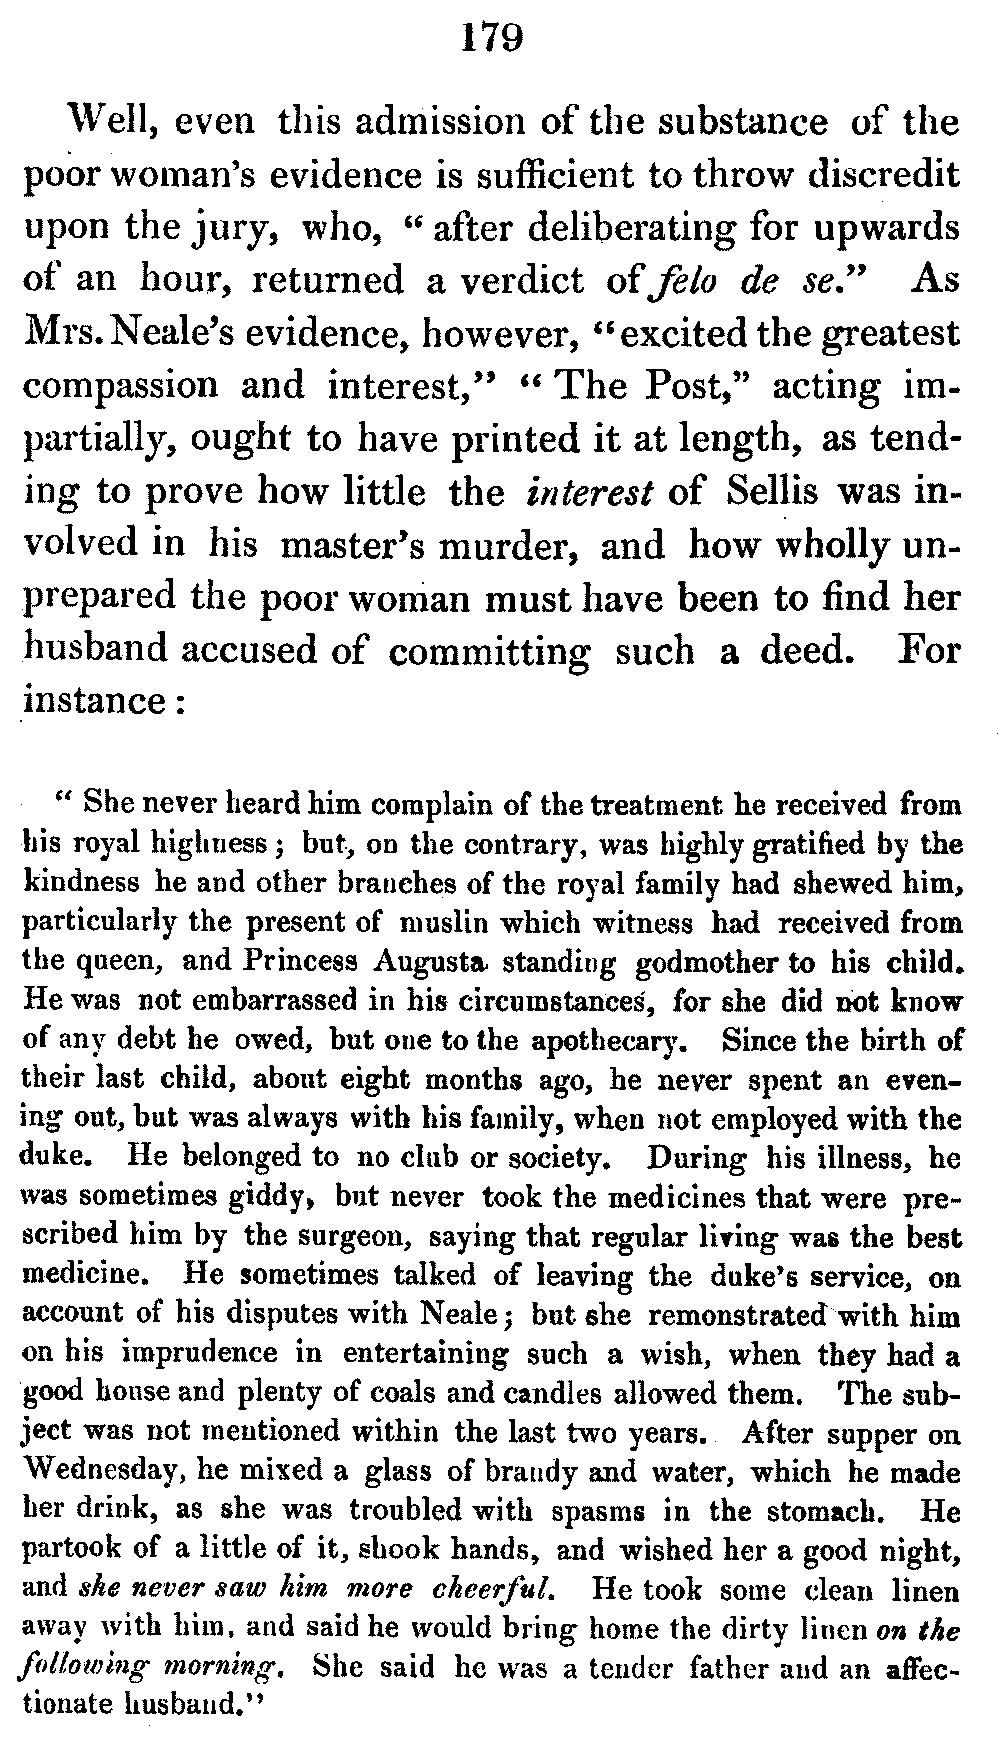 179
Well, even this admission of the substance of the
poor woman's evidence is sufficient to throw discredit
upon the jury, who, “ after deliberating for upwards
of an hour, returned a verdict of felo de se.” As
Mrs. Neale's evidence, however, “excited the greatest
compassion and interest,” “ The Post,” acting im-
partially, ought to have printed it at length, as tend-
ing to prove how little the interest of Sellis was in-
volved in his master's murder, and how wholly un-
prepared the poor woman must have been to find her
husband accused of committing such a deed. For
instance :
“ She never heard him complain of the treatment he received from
his royal highness ; but, on the contrary, was highly gratified by the
kindness he and other branches of the royal family had shewed him,
particularly the present of muslin which witness had received from
the queen, and Princess Augusta standing godmother to his child.
He was not embarrassed in his circumstances, for she did not know
of any debt he owed, but one to the apothecary. Since the birth of
their last child, about eight months ago, he never spent an even-
ing out, but was always with his family, when not employed with the
duke. He belonged to no club or society. During his illness, he
was sometimes giddy, but never took the medicines that were pre-
scribed him by the surgeon, saying that regular living was the best
medicine. He sometimes talked of leaving the duke's service, on
account of his disputes with Neale ; but she remonstrated with him
on his imprudence in entertaining such a wish, when they had a
good house and plenty of coals and candles allowed them. The sub-
ject was not mentioned within the last two years. After supper on
Wednesday, he mixed a glass of brandy and water, which he made
her drink, as she was troubled with spasms in the stomach. He
partook of a little of it, shook hands, and wished her a good night,
and she never saw him more cheerful. He took some clean linen
away with him, and said he would bring home the dirty linen on the
following morning. She said he was a tender father and an affec-
tionate husband.”